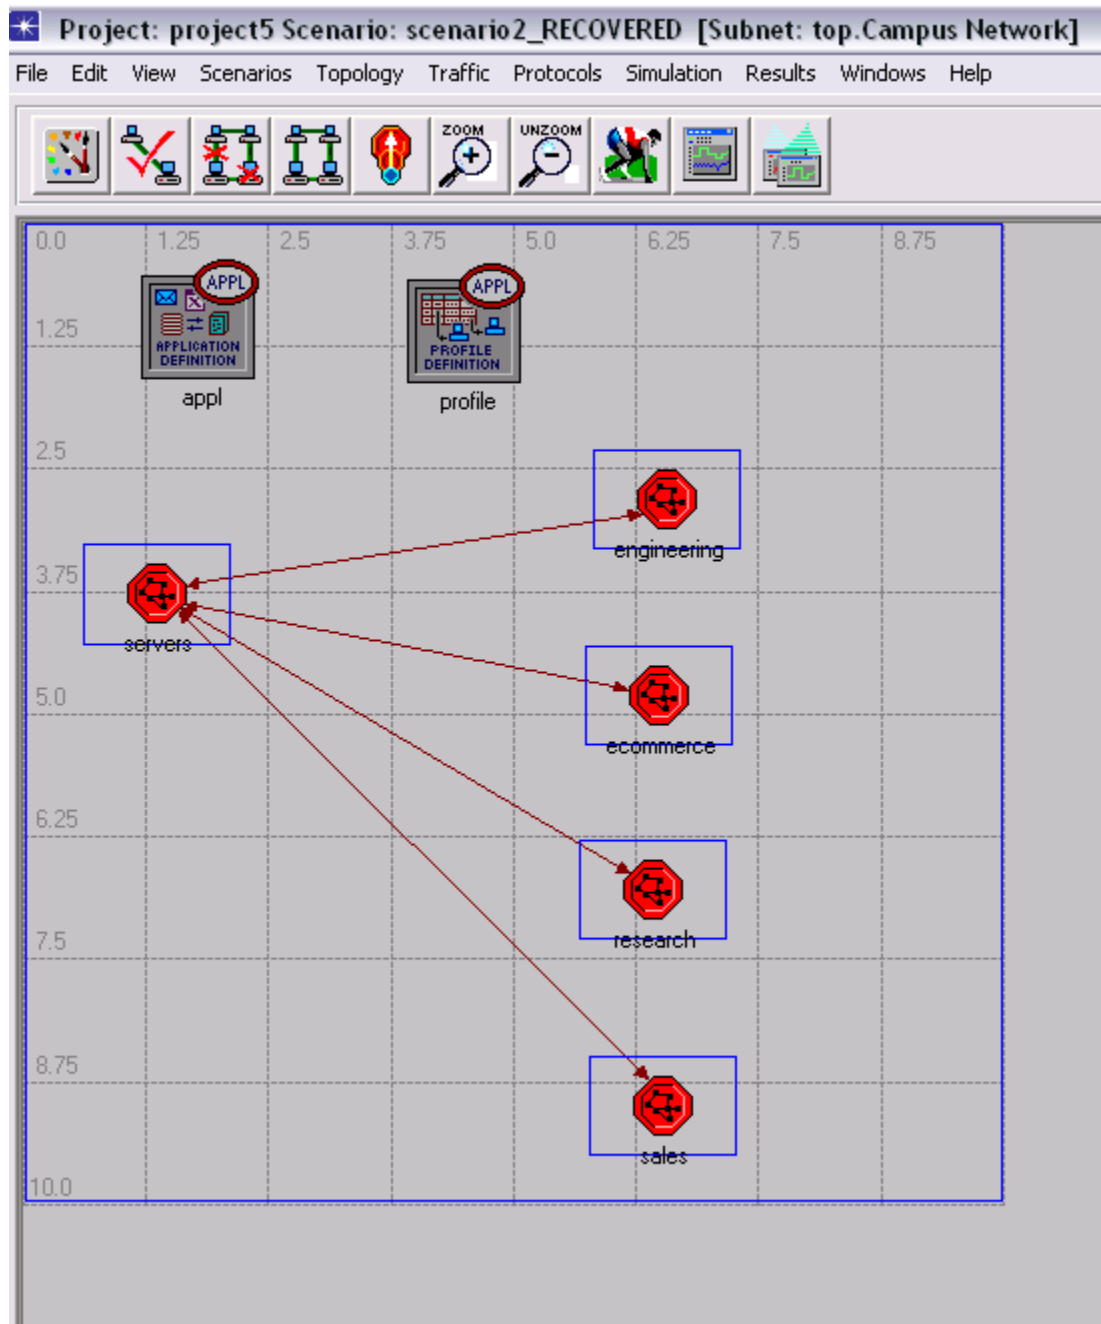 Project: project5 Scenario: scenario2_RECOVERED [Subnet: top.Campus Network]
File Edit View Scenarios Topology Traffic Protocols Simulation Results Windows Help
ZOOM UNZOOM
0.0 1.25 2.5 3.75 5.0 6.25 7.5 8.75
APPL APPL
1.25
APPLICATION
DEFINITION
PROFILE
DEFINITION
appl profile
2.5
engineering
3.75
servers
5.0
ecommerce
6.25
research
7.5
8.75
sales
10.0